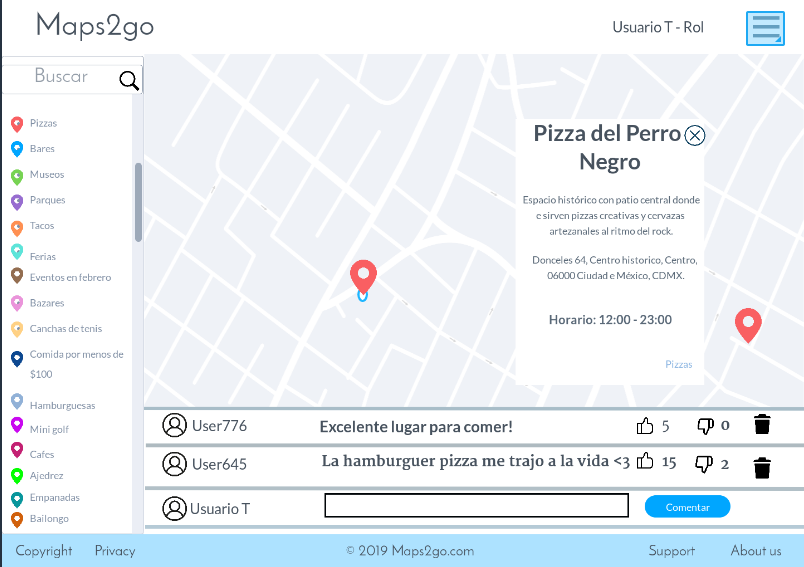 Maps2go
Usuario T - Rol
Buscar
Pizzas
Bares
Museos
Parques
Tacos
Ferias
Eventos en febrero
Bazares
Canchas de tenis
Comida por menos de
$100
Hamburguesas
Mini golf
Cafes
Ajedrez
Empanadas
Bailongo
Pizza del Perro
Negro
Espacio histórico con patio central donde
e sirven pizzas creativas y cervazas
artezanales al ritmo del rock.
Donceles 64, Centro historico, Centro,
06000 Ciudad e México, CDMX.
Horario: 12:00 - 23:00
Pizzas
User776 Excelente lugar para comer! 5 0
User645 La hamburguer pizza me trajo a la vida <3 15 2
Usuario T Comentar
Copyright Privacy © 2019 Maps2go.com Support About us